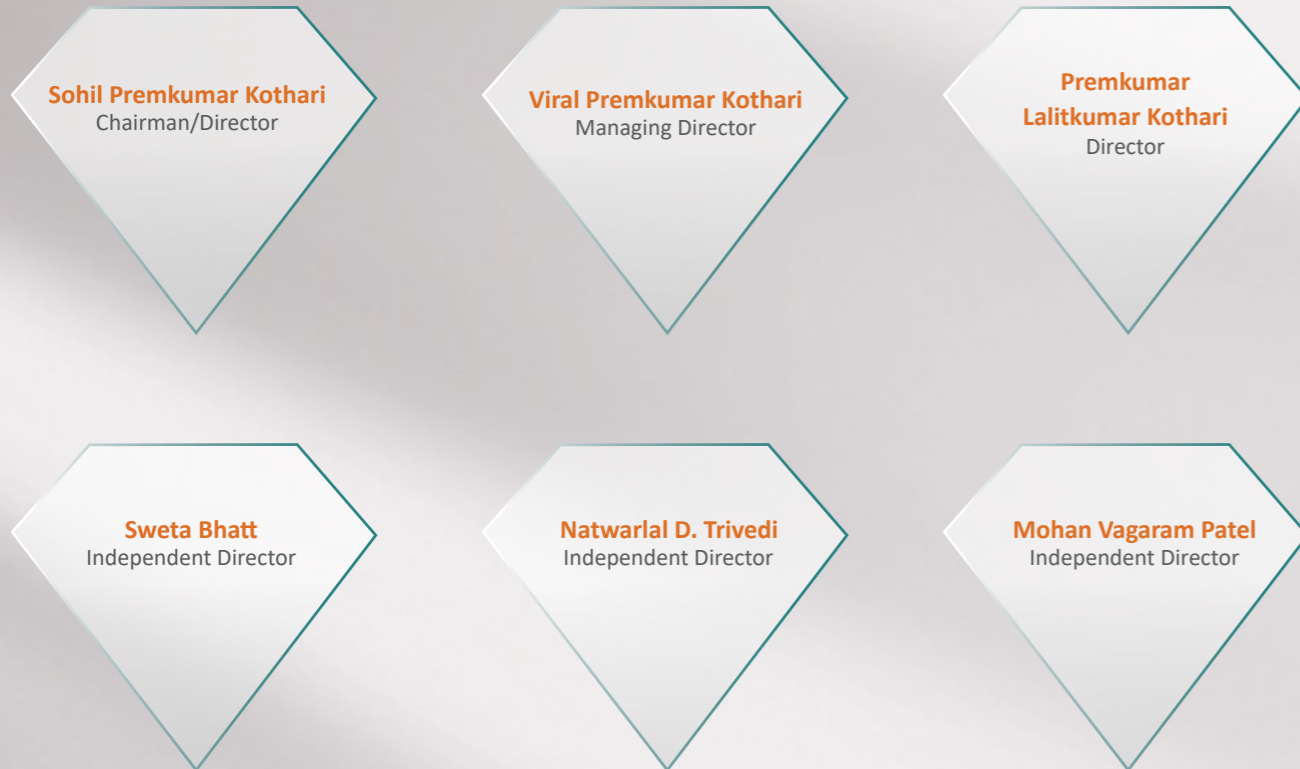 Sohil Premkumar Kothari
Chairman/Director
Viral Premkumar Kothari
Managing Director
Premkumar
Lalitkumar Kothari
Director
Sweta Bhatt
Independent Director
Natwarlal D. Trivedi
Independent Director
Mohan Vagaram Patel
Independent Director